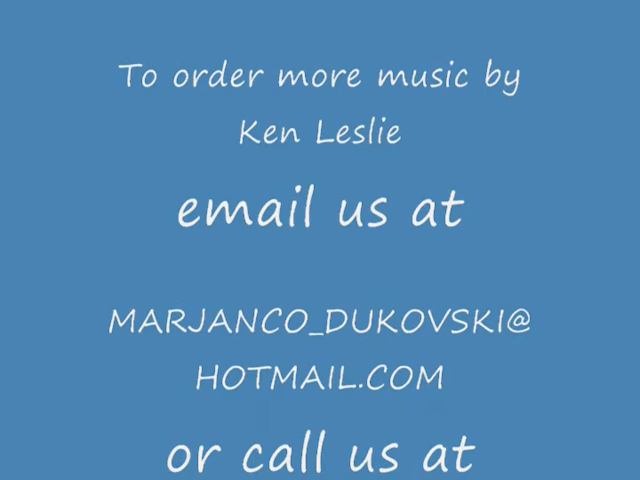 To order more music by
Ken Leslie
email us at
MARJANCO_DUKOVSKI@
HOTMAIL.COM
or call us at